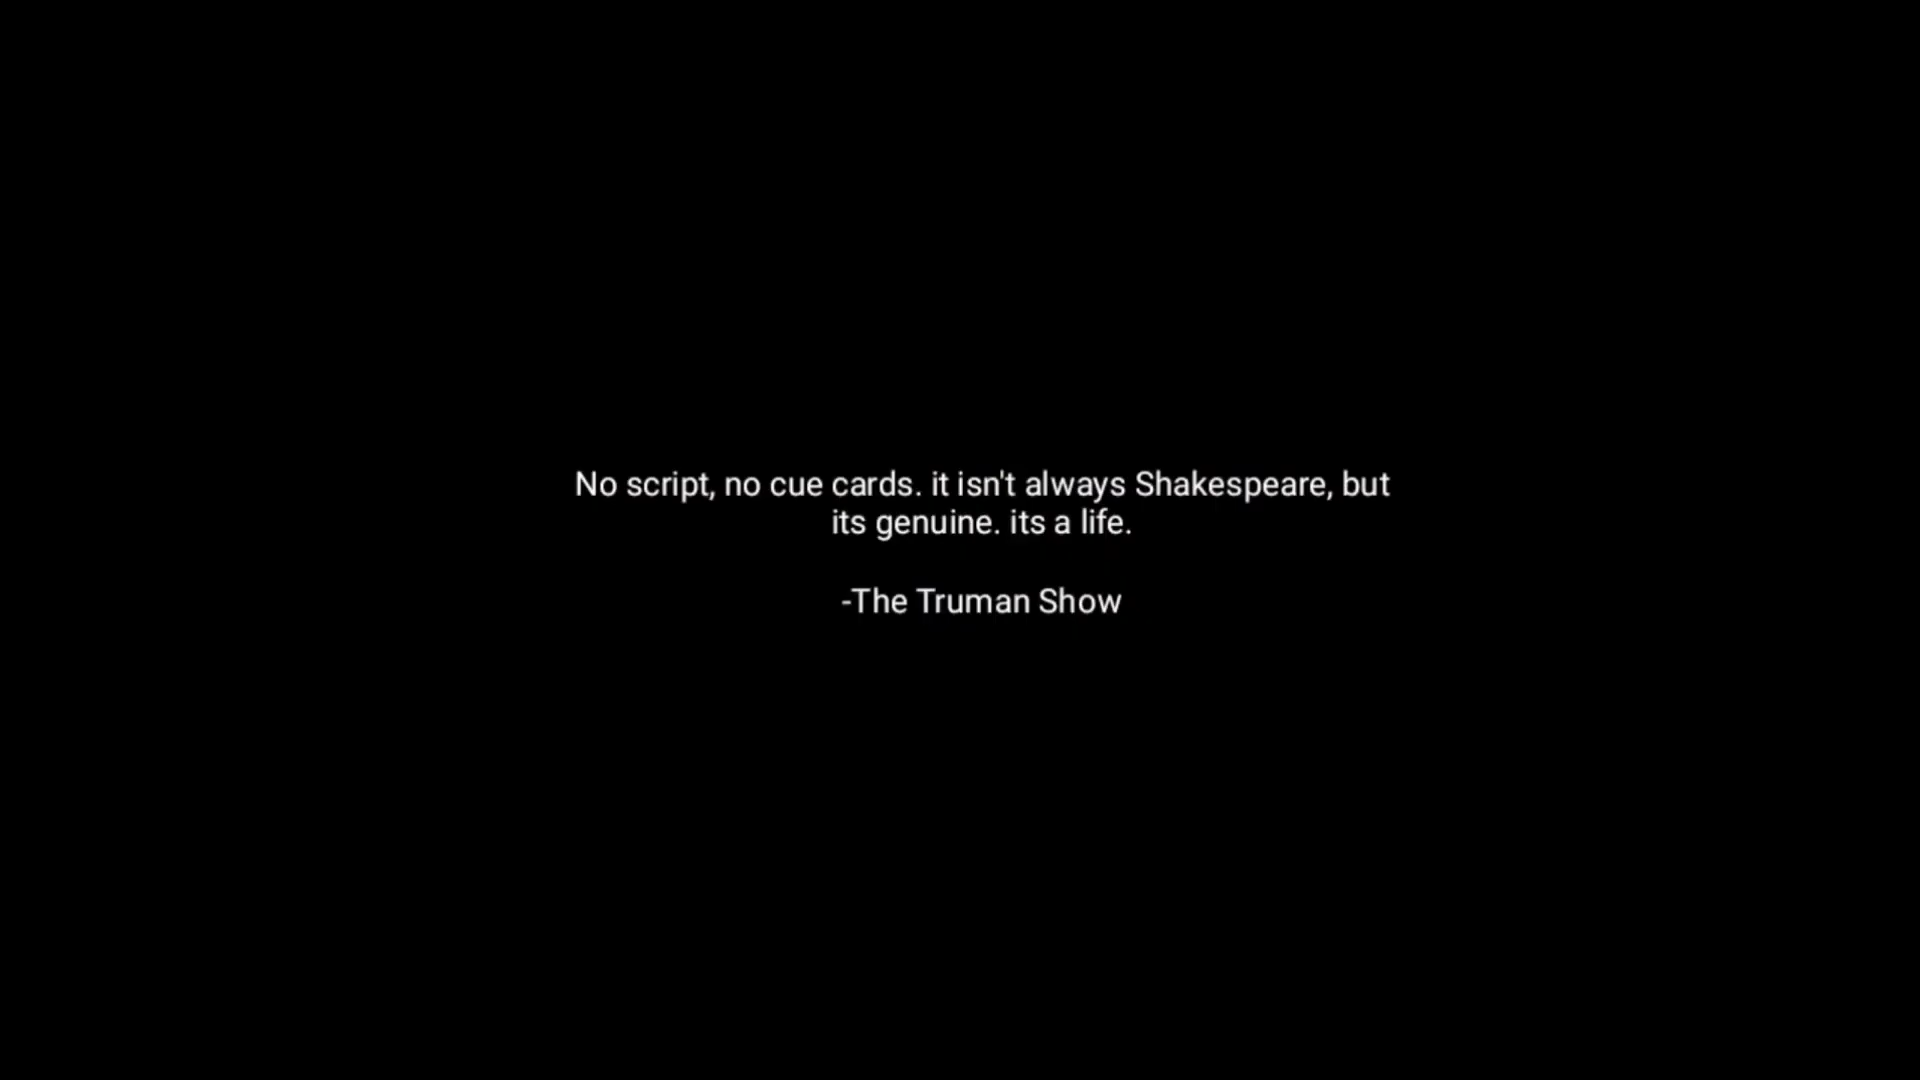 No script, no cue cards. it isn't always Shakespeare, but
its genuine. its a life.
-The Truman Show